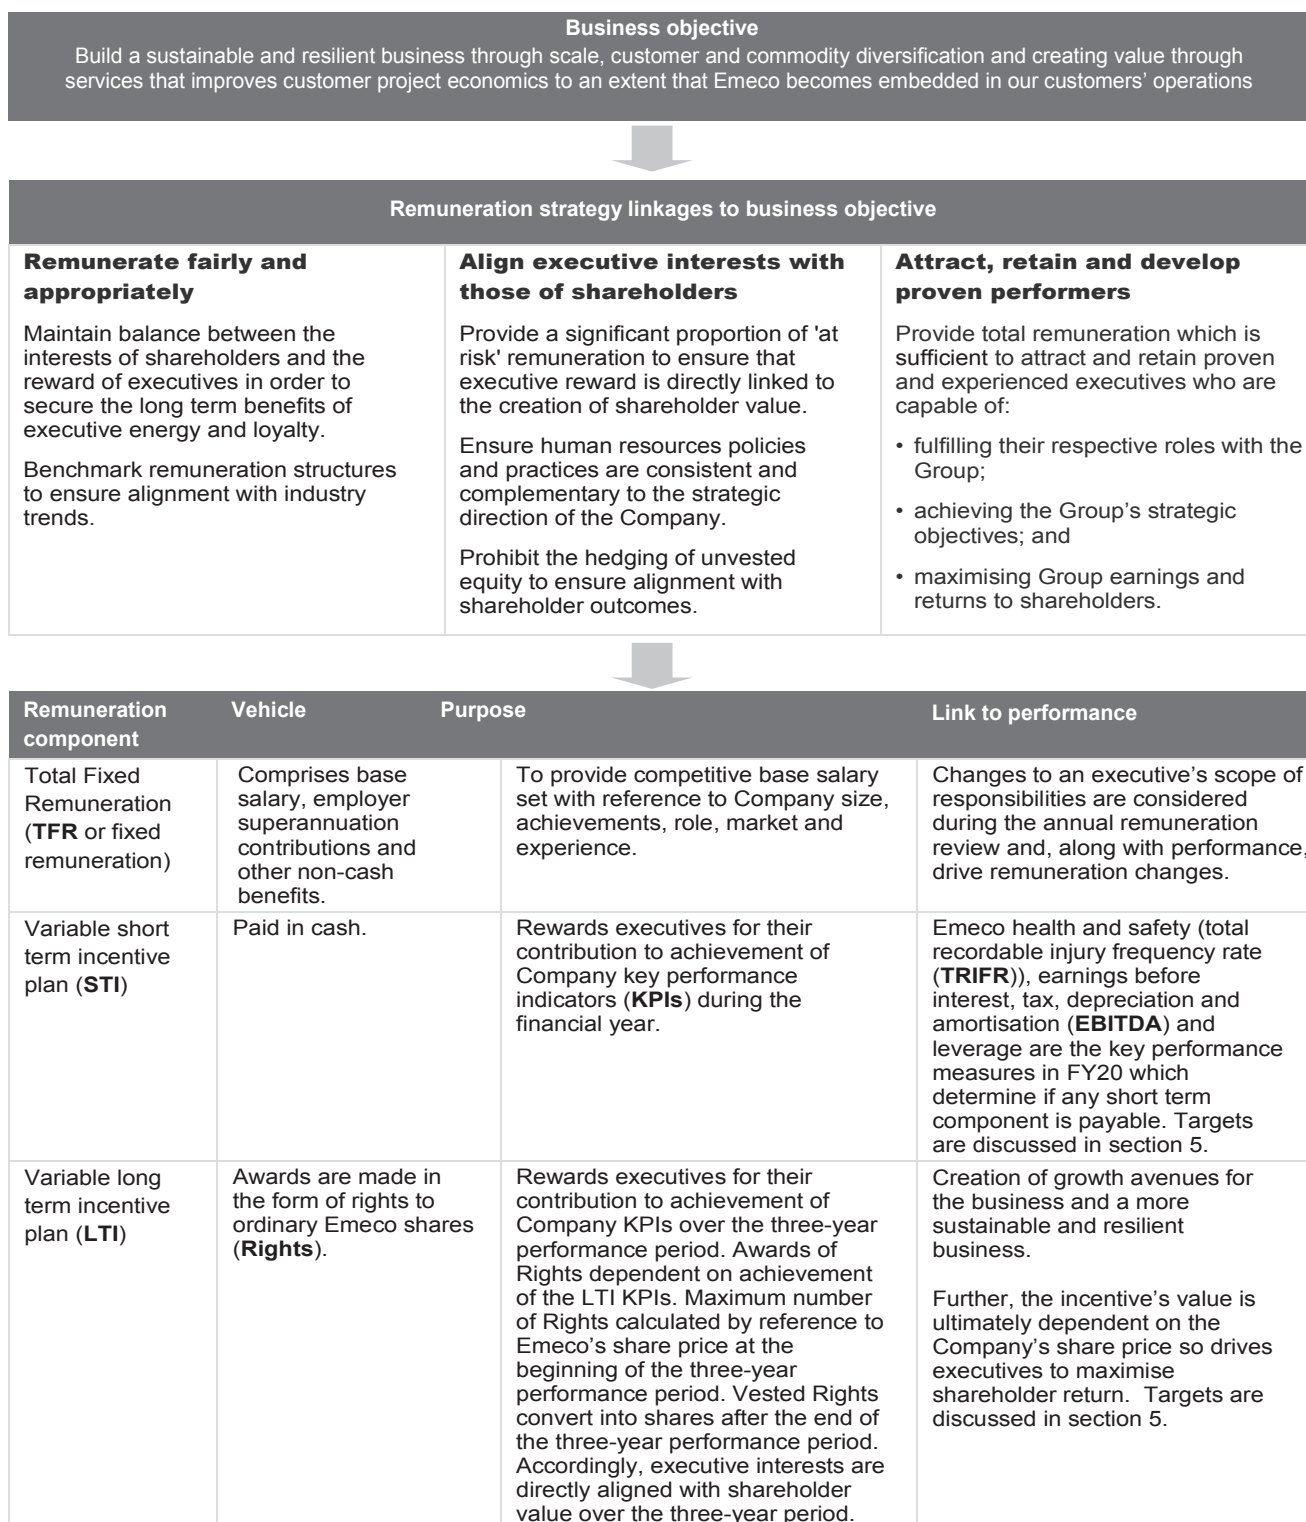 Business objective
Build a sustainable and resilient business through scale, customer and commodity diversification and creating value through
services that improves customer project economics to an extent that Emeco becomes embedded in our customers' operations
Remuneration strategy linkages to business objective
Remunerate fairly and
appropriately
Maintain balance between the
interests of shareholders and the
reward of executives in order to
secure the long term benefits of
executive energy and loyalty.
Benchmark remuneration structures
to ensure alignment with industry
trends.
Align executive interests with
those of shareholders
Provide a significant proportion of 'at
risk' remuneration to ensure that
executive reward is directly linked to
the creation of shareholder value.
Ensure human resources policies
and practices are consistent and
complementary to the strategic
direction of the Company.
Prohibit the hedging of unvested
equity to ensure alignment with
shareholder outcomes.
Attract, retain and develop
proven performers
Provide total remuneration which is
sufficient to attract and retain proven
and experienced executives who are
capable of:
• fulfilling their respective roles with the
Group;
• achieving the Group's strategic
objectives; and
• maximising Group earnings and
returns to shareholders.
Remuneration
component
Vehicle
Purpose
Link to performance
Total Fixed
Remuneration
(TFR or fixed
remuneration)
Comprises base
salary, employer
superannuation
contributions and
other non-cash
benefits.
To provide competitive base salary
set with reference to Company size,
achievements, role, market and
experience.
Changes to an executive's scope of
responsibilities are considered
during the annual remuneration
review and, along with performance,
drive remuneration changes.
Variable short
term incentive
plan (STI)
Paid in cash.
Rewards executives for their
contribution to achievement of
Company key performance
indicators (KPIs) during the
financial year.
Emeco health and safety (total
recordable injury frequency rate
(TRIFR)), earnings before
interest, tax, depreciation and
amortisation (EBITDA) and
leverage are the key performance
measures in FY20 which
determine if any short term
component is payable. Targets
are discussed in section 5.
Variable long
term incentive
plan (LTI)
Awards are made in
the form of rights to
ordinary Emeco shares
(Rights).
Rewards executives for their
contribution to achievement of
Company KPIs over the three-year
performance period. Awards of
Rights dependent on achievement
of the LTI KPIs. Maximum number
of Rights calculated by reference to
Emeco's share price at the
beginning of the three-year
performance period. Vested Rights
convert into shares after the end of
the three-year performance period.
Accordingly, executive interests are
directly aligned with shareholder
value over the three-year period.
Creation of growth avenues for
the business and a more
sustainable and resilient
business.
Further, the incentive's value is
ultimately dependent on the
Company's share price so drives
executives to maximise
shareholder return. Targets are
discussed in section 5.